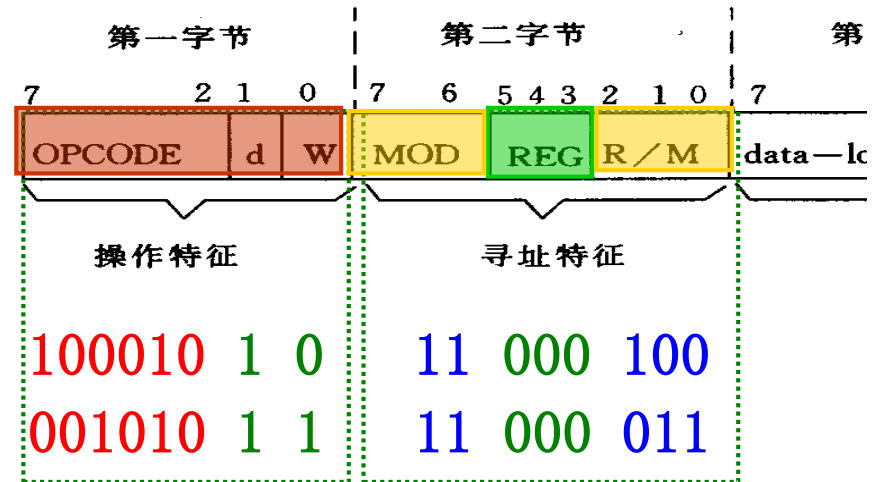 第一字节 第二字节 第
7 2 1 0 7 6 5 4 3 2 1 0 7
OPCODE d W MOD REG R/M data—lo
操作特征 寻址特征
100010 1 0 11 000 100
001010 1 1 11 000 011